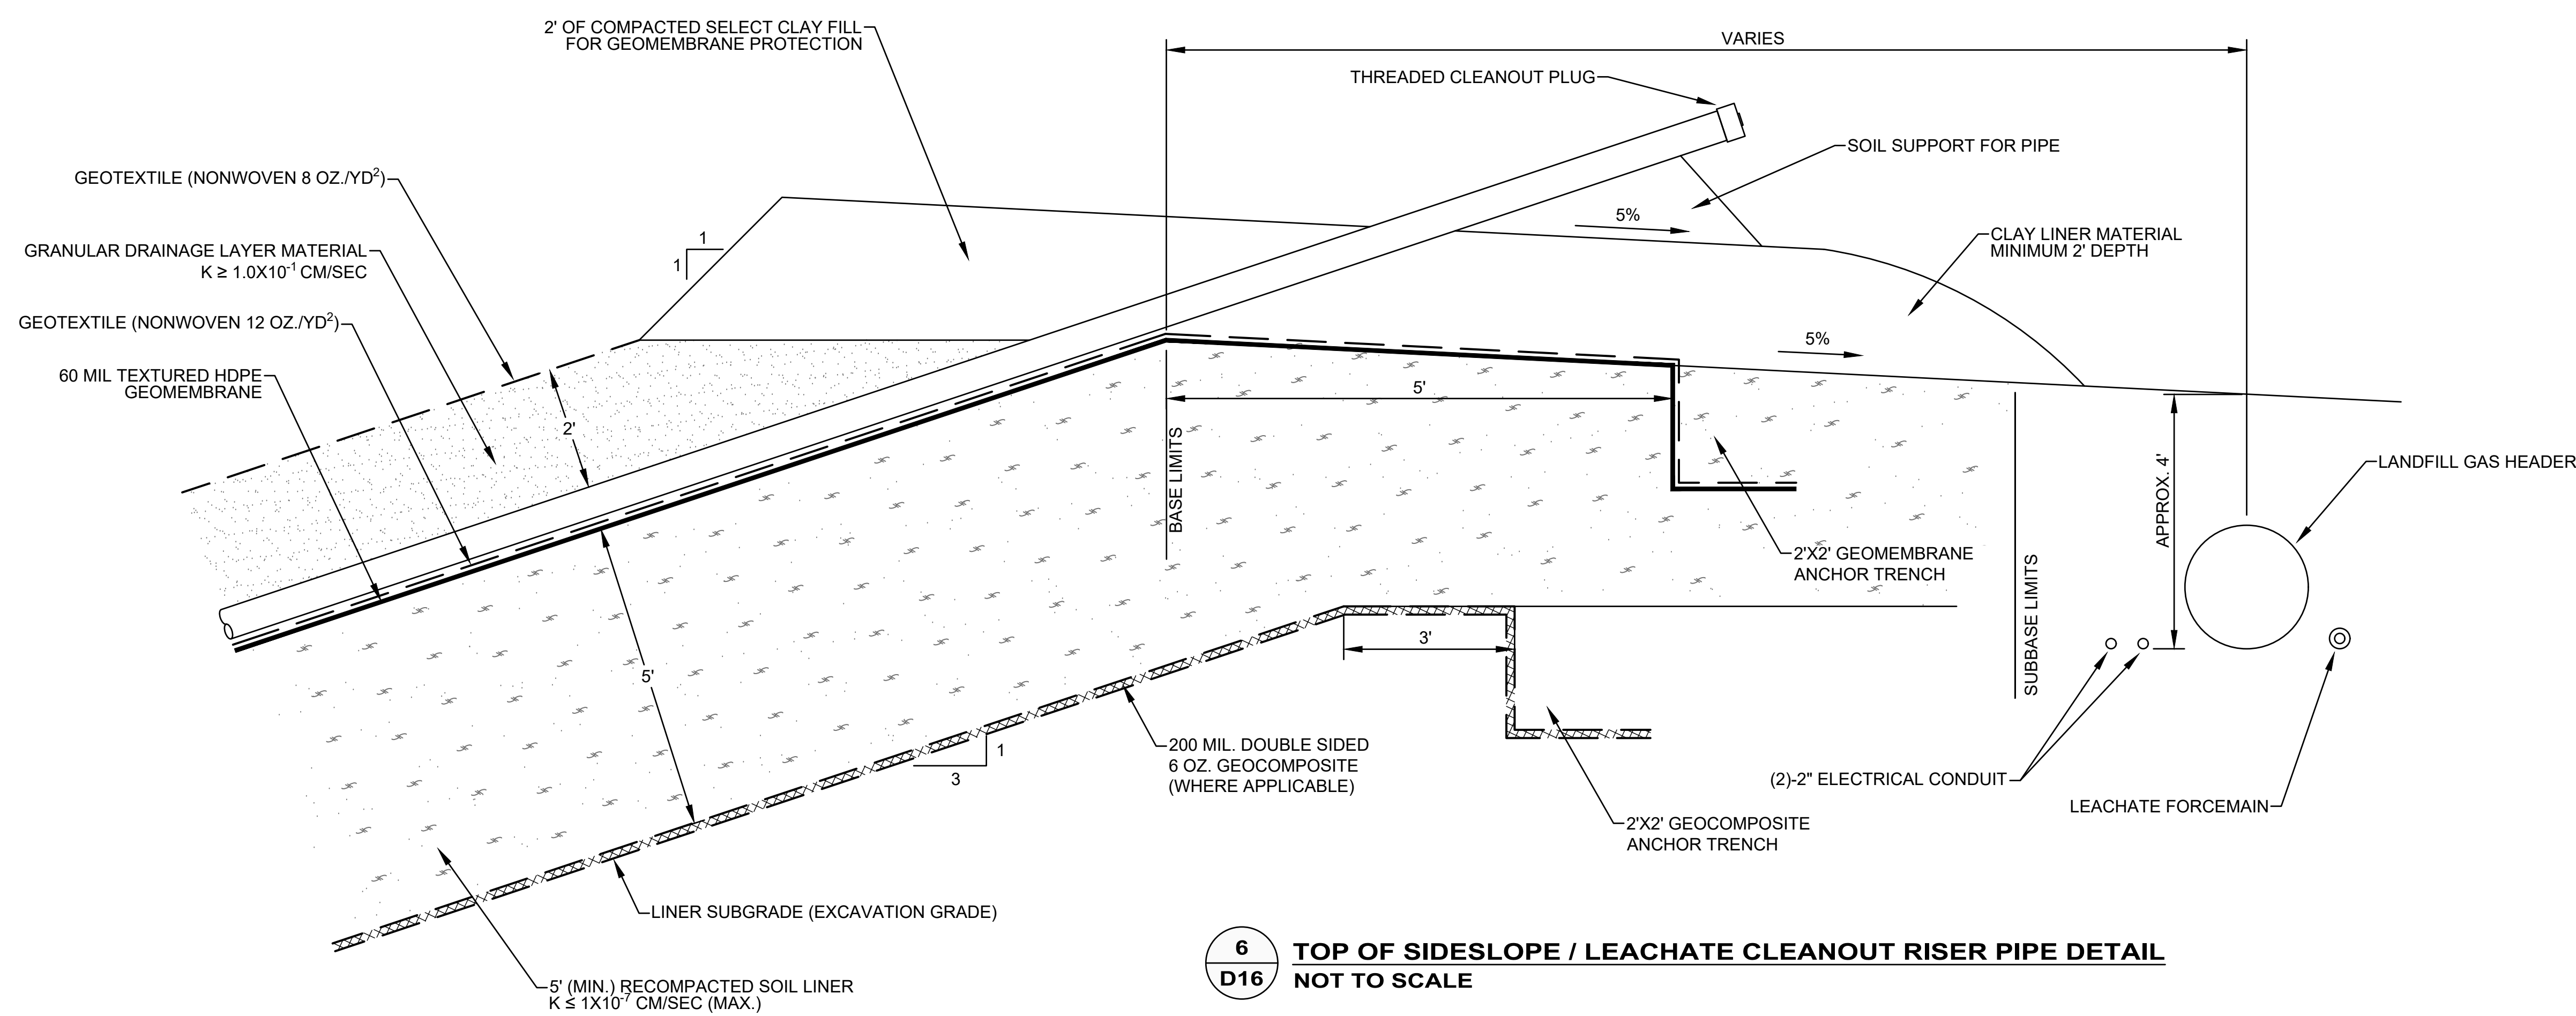 2' OF COMPACTED SELECT CLAY FILL
FOR GEOMEMBRANE PROTECTION
VARIES
THREADED CLEANOUT PLUG
SOIL SUPPORT FOR PIPE
GEOTEXTILE (NONWOVEN 8 OZ./YD²)
5%
CLAY LINER MATERIAL
MINIMUM 2' DEPTH
1
1
GRANULAR DRAINAGE LAYER MATERIAL
K ≥ 1.0X10⁻¹ CM/SEC
GEOTEXTILE (NONWOVEN 12 OZ./YD²)
5%
60 MIL TEXTURED HDPE
GEOMEMBRANE
5'
2'
BASE LIMITS
APPROX. 4'
LANDFILL GAS HEADER
2'X2' GEOMEMBRANE
ANCHOR TRENCH
SUBBASE LIMITS
3'
5'
200 MIL. DOUBLE SIDED
6 OZ. GEOCOMPOSITE
(WHERE APPLICABLE)
1
3
(2)-2" ELECTRICAL CONDUIT
LEACHATE FORCEMAIN
2'X2' GEOCOMPOSITE
ANCHOR TRENCH
LINER SUBGRADE (EXCAVATION GRADE)
5' (MIN.) RECOMPACTED SOIL LINER
K ≤ 1X10⁻⁷ CM/SEC (MAX.)
6
D16
TOP OF SIDESLOPE / LEACHATE CLEANOUT RISER PIPE DETAIL
NOT TO SCALE